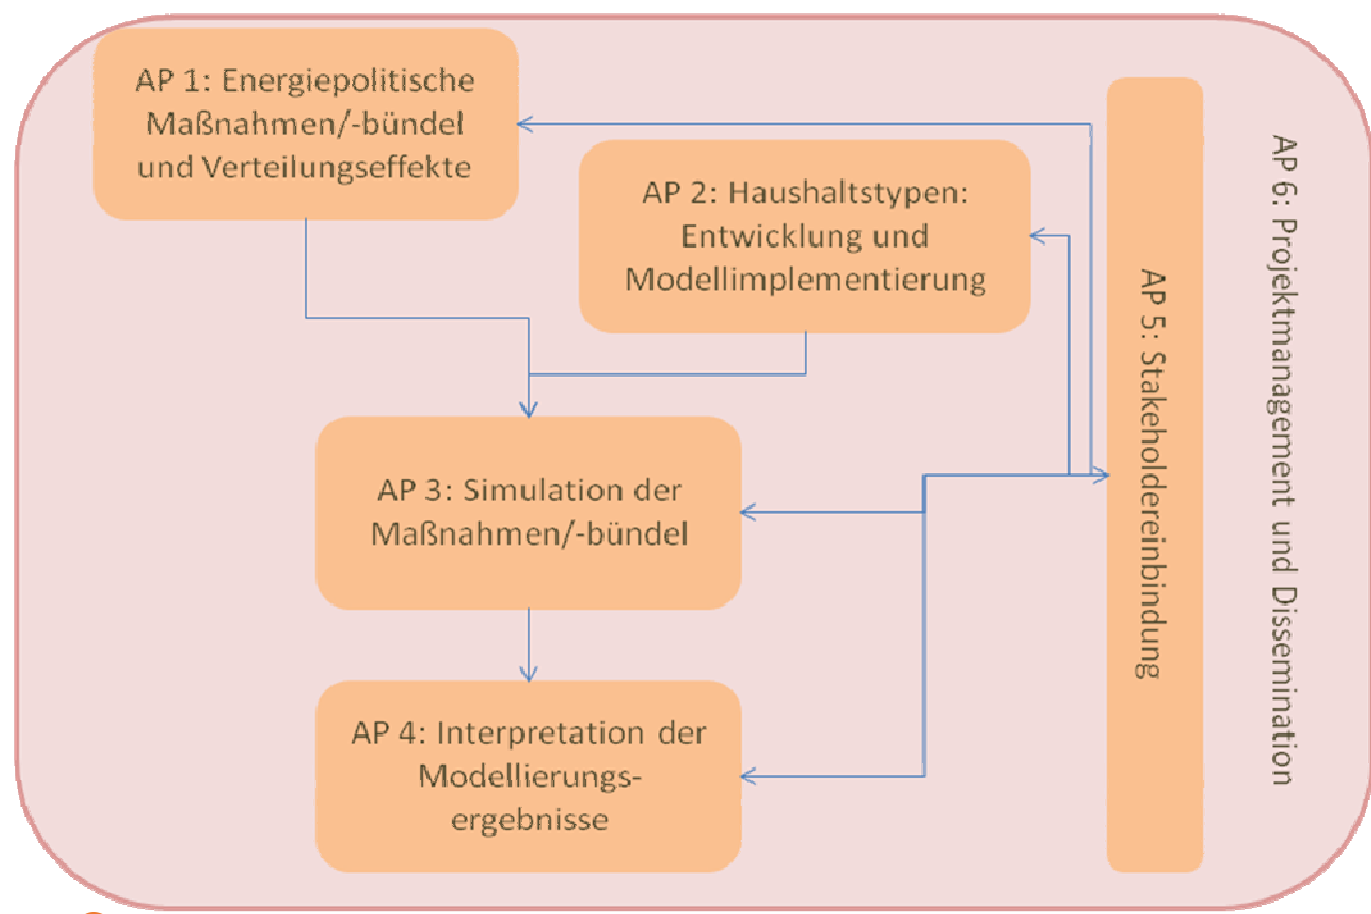 AP 1: Energiepolitische
Maßnahmen/-bündel
und Verteilungseffekte
AP 2: Haushaltstypen:
Entwicklung und
Modellimplementierung
AP 3: Simulation der
Maßnahmen/-bündel
AP 4: Interpretation der
Modellierungs-
ergebnisse
AP 5: Stakeholdereinbindung
AP 6: Projektmanagement und Dissemination